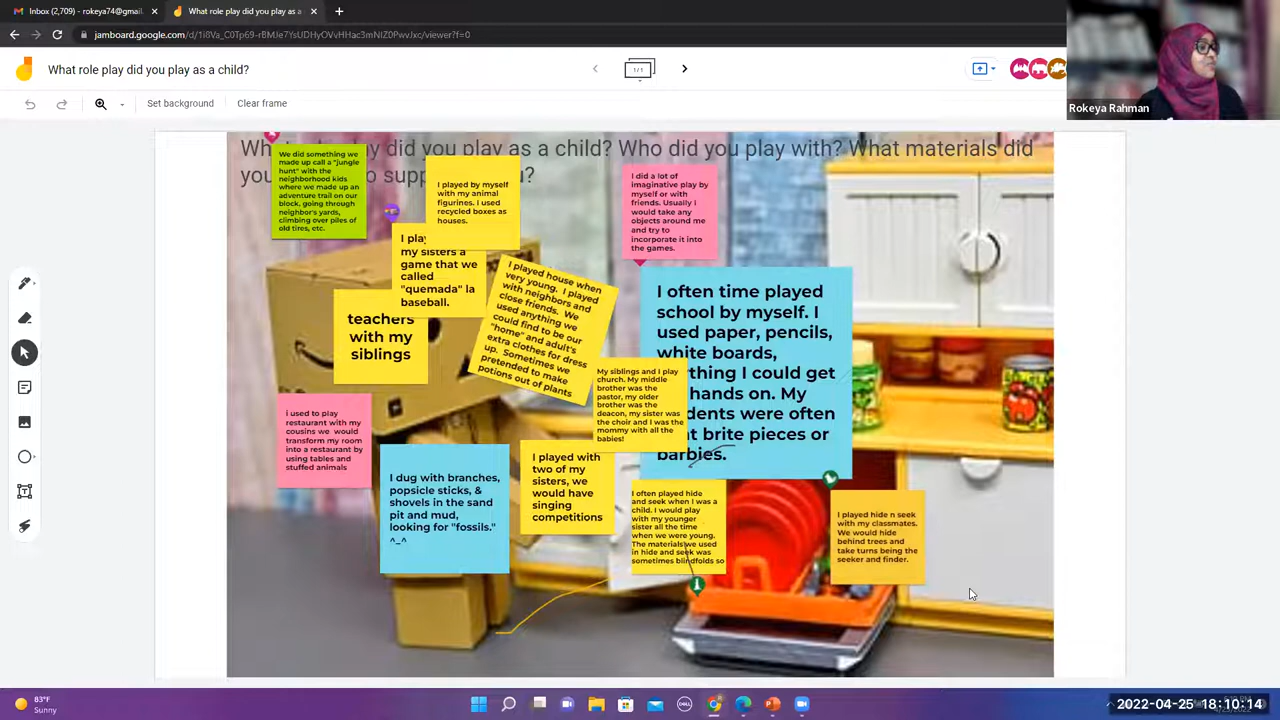 Inbox (2,709) - rokeya74@gmail.
What role play did you play as a
What role play did you play as a child?
1/1
Rokeya Rahman
Clear frame
Set background
did you play as a child? Who did you play with? What materials did
We did something we
made up call a "jungle
hunt" with the
neighborhood kids
where we made up an
adventure trail on our
block, going through
neighbor's yards,
climbing over piles of
old tires, etc.
I played by myself
with my animal
figurines. I used
recycled boxes as
houses.
I did a lot of
imaginative play by
myself or with
friends. Usually i
would take any
objects around me
and try to
incorporate it into
the games.
my sisters a
game that we
called
"quemada" la
baseball.
I played house when
very young. I played
with neighbors and
close friends. We
used anything we
could find to be our
"home" and adult's
extra clothes for dress
up. Sometimes we
pretended to make
potions out of plants
I often time played
school by myself. I
used paper, pencils,
white boards,
I could get
hands on. My
were often
brite pieces or
barbies.
teachers
with my
siblings
My siblings and I play
church. My middle
brother was the
pastor, my older
brother was the
deacon, my sister was
the choir and I was the
mommy with all the
babies!
i used to play
restaurant with my
cousins we would
transform my room
into a restaurant by
using tables and
stuffed animals
I dug with branches,
popsicle sticks, &
shovels in the sand
pit and mud,
looking for "fossils."
^_^
I played with
two of my
sisters, we
would have
singing
competitions
I often played hide
and seek when I was a
child. I would play
with my younger
sister all the time
when we were young.
The materials we used
in hide and seek was
sometimes blindfolds so
I played hide n seek
with my classmates.
We would hide
behind trees and
take turns being the
seeker and finder.
83°F
Sunny
DELL
2022-04-25 18:10:14